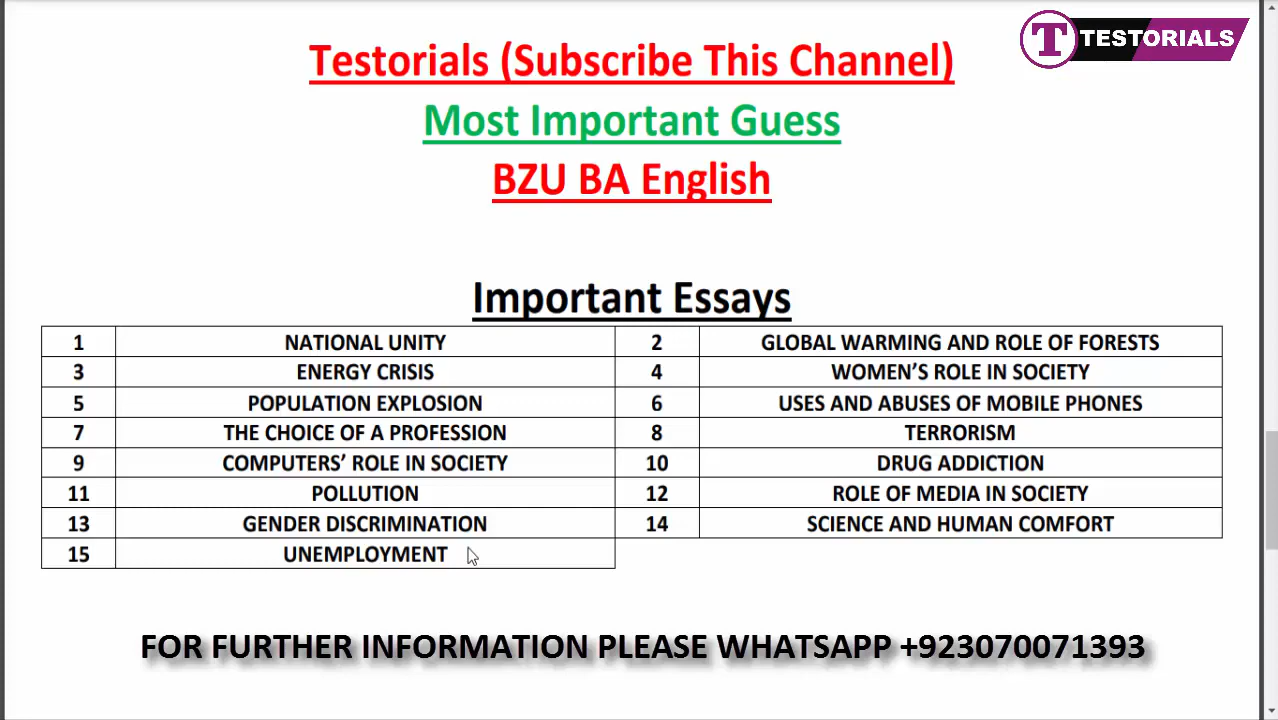 TESTORIALS
Testorials (Subscribe This Channel)
Most Important Guess
BZU BA English
Important Essays
1 NATIONAL UNITY 2 GLOBAL WARMING AND ROLE OF FORESTS
3 ENERGY CRISIS 4 WOMEN’S ROLE IN SOCIETY
5 POPULATION EXPLOSION 6 USES AND ABUSES OF MOBILE PHONES
7 THE CHOICE OF A PROFESSION 8 TERRORISM
9 COMPUTERS’ ROLE IN SOCIETY 10 DRUG ADDICTION
11 POLLUTION 12 ROLE OF MEDIA IN SOCIETY
13 GENDER DISCRIMINATION 14 SCIENCE AND HUMAN COMFORT
15 UNEMPLOYMENT
FOR FURTHER INFORMATION PLEASE WHATSAPP +923070071393